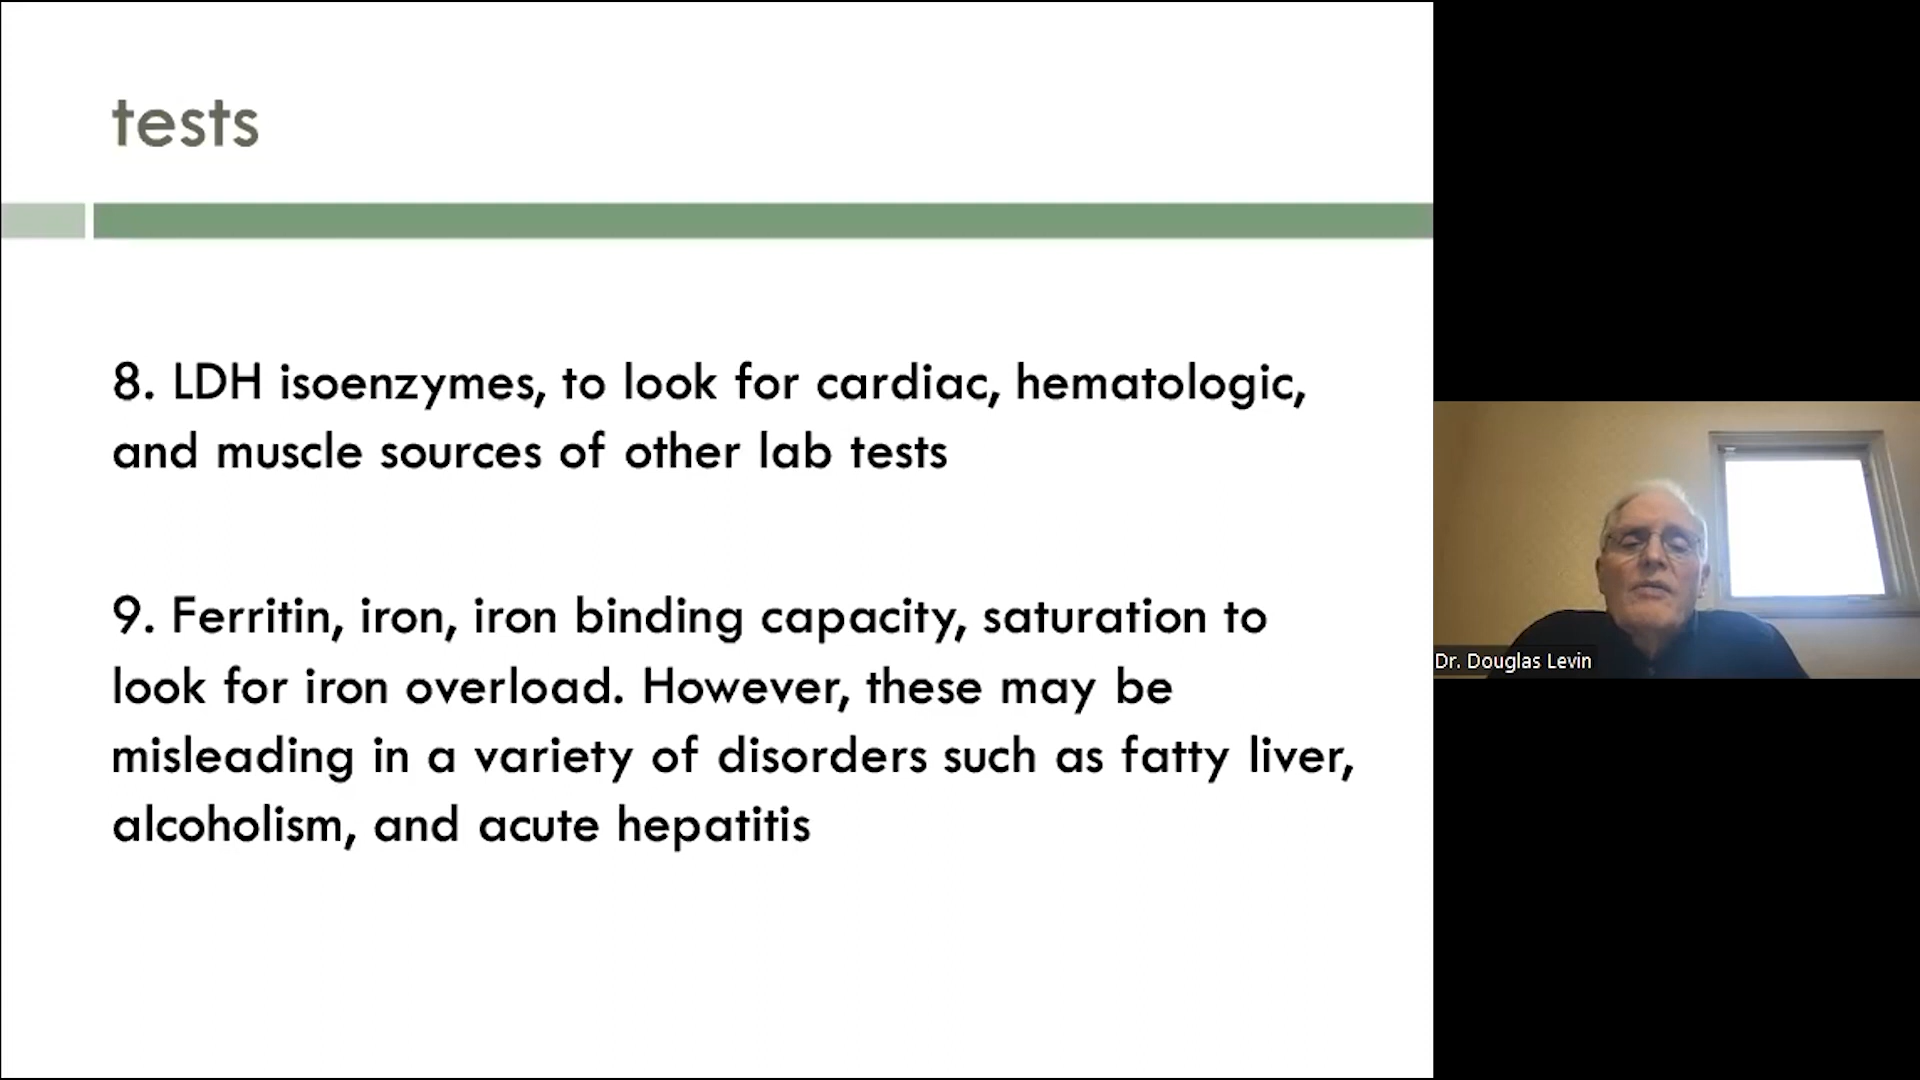 tests
8. LDH isoenzymes, to look for cardiac, hematologic,
and muscle sources of other lab tests
9. Ferritin, iron, iron binding capacity, saturation to
look for iron overload. However, these may be
misleading in a variety of disorders such as fatty liver,
alcoholism, and acute hepatitis
Dr. Douglas Levin